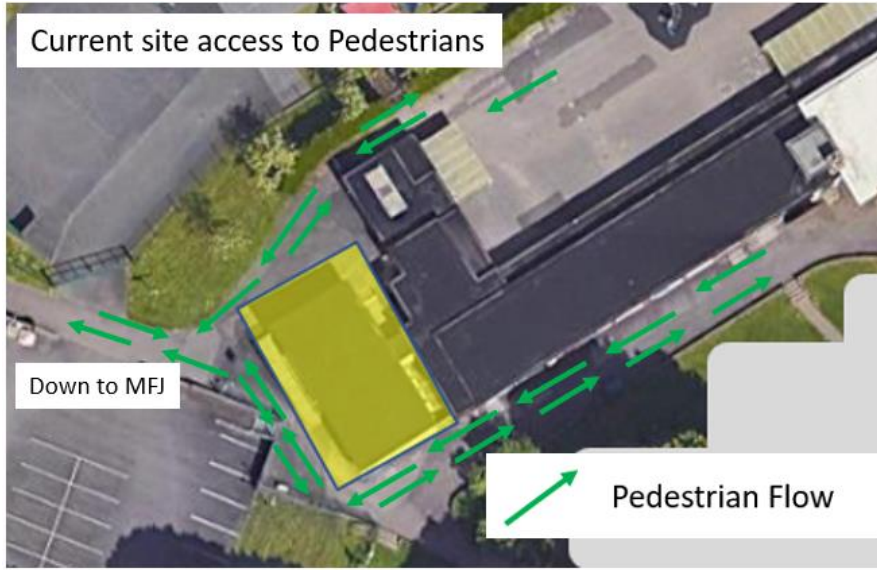 Current site access to Pedestrians
Down to MFJ
Pedestrian Flow